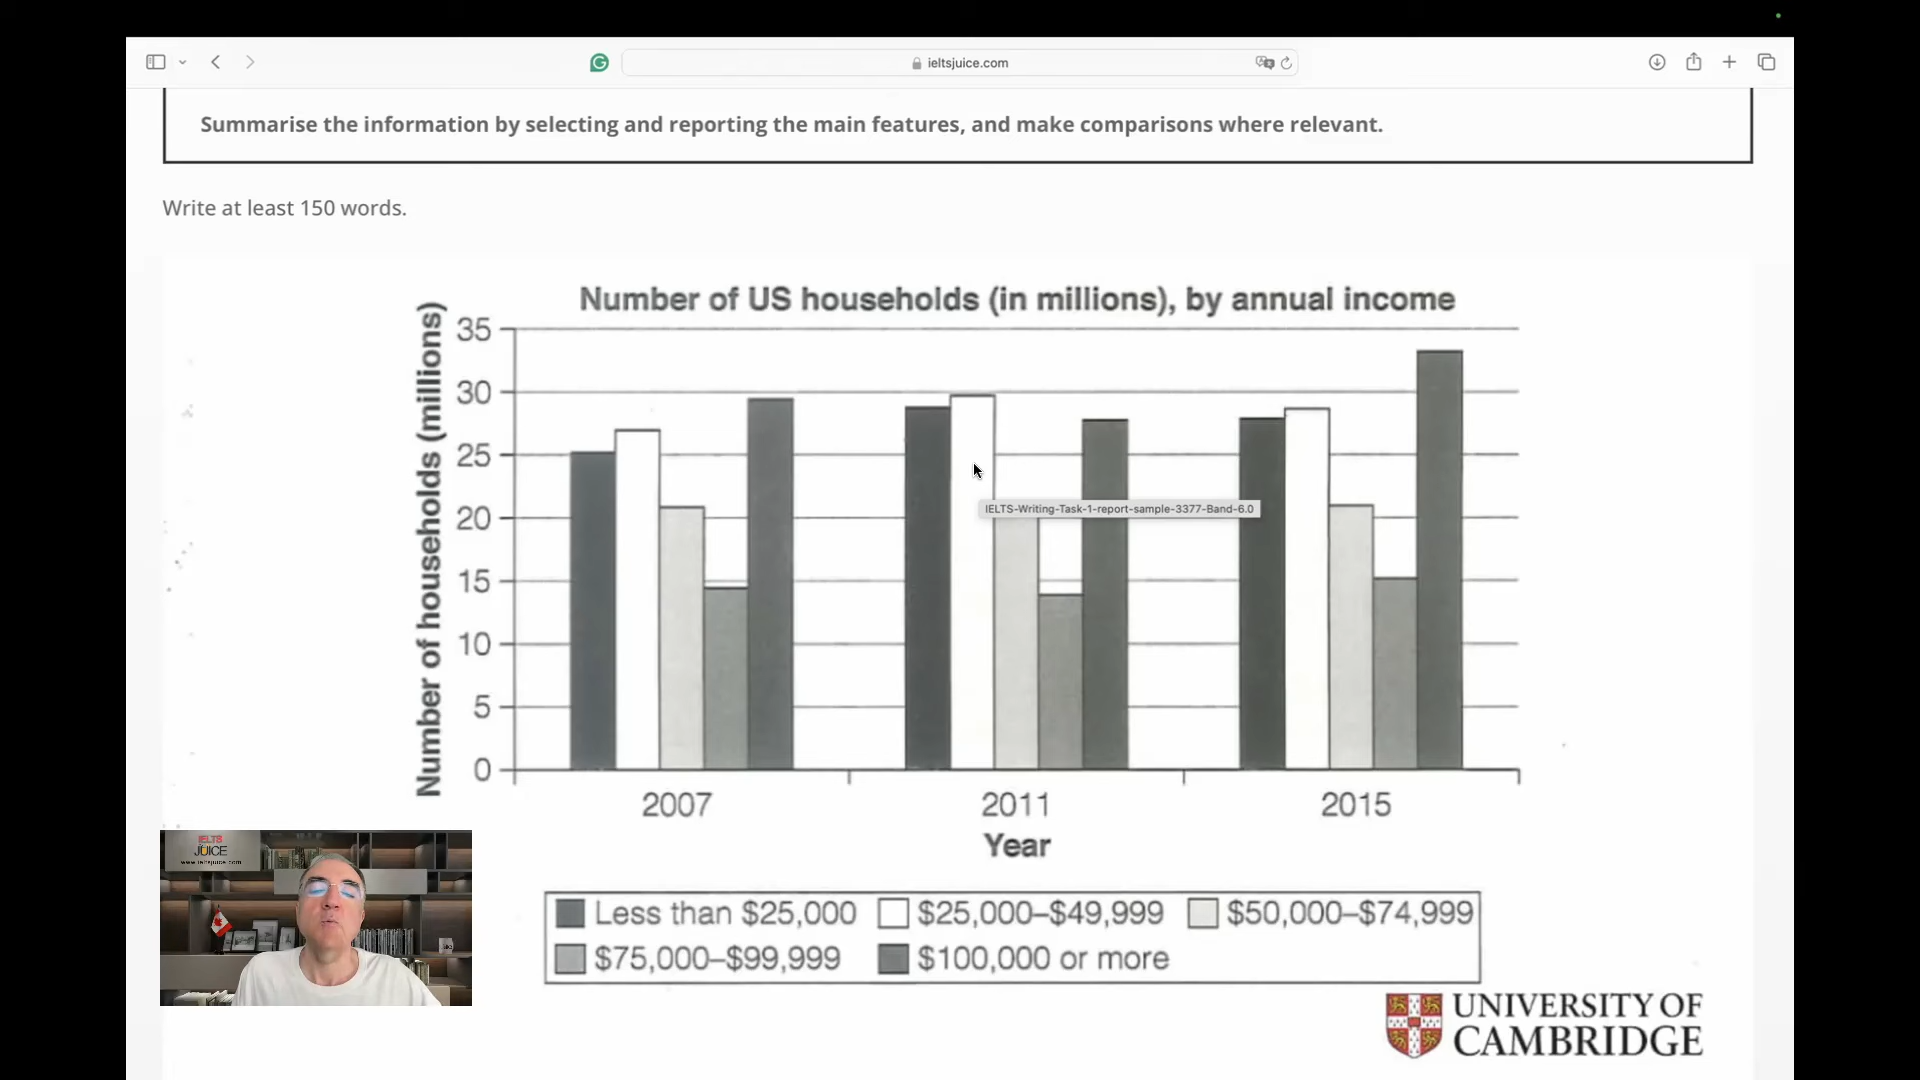 ieltsjuice.com
Summarise the information by selecting and reporting the main features, and make comparisons where relevant.
Write at least 150 words.
Number of US households (in millions), by annual income
Number of households (millions)
35
30
25
20
15
10
5
0
IELTS-Writing-Task-1-report-sample-3377-Band-6.0
2007 2011 2015
Year
Less than $25,000 $25,000–$49,999 $50,000–$74,999
$75,000–$99,999 $100,000 or more
IELTS
JUICE
www.ieltsjuice.com
UNIVERSITY OF
CAMBRIDGE